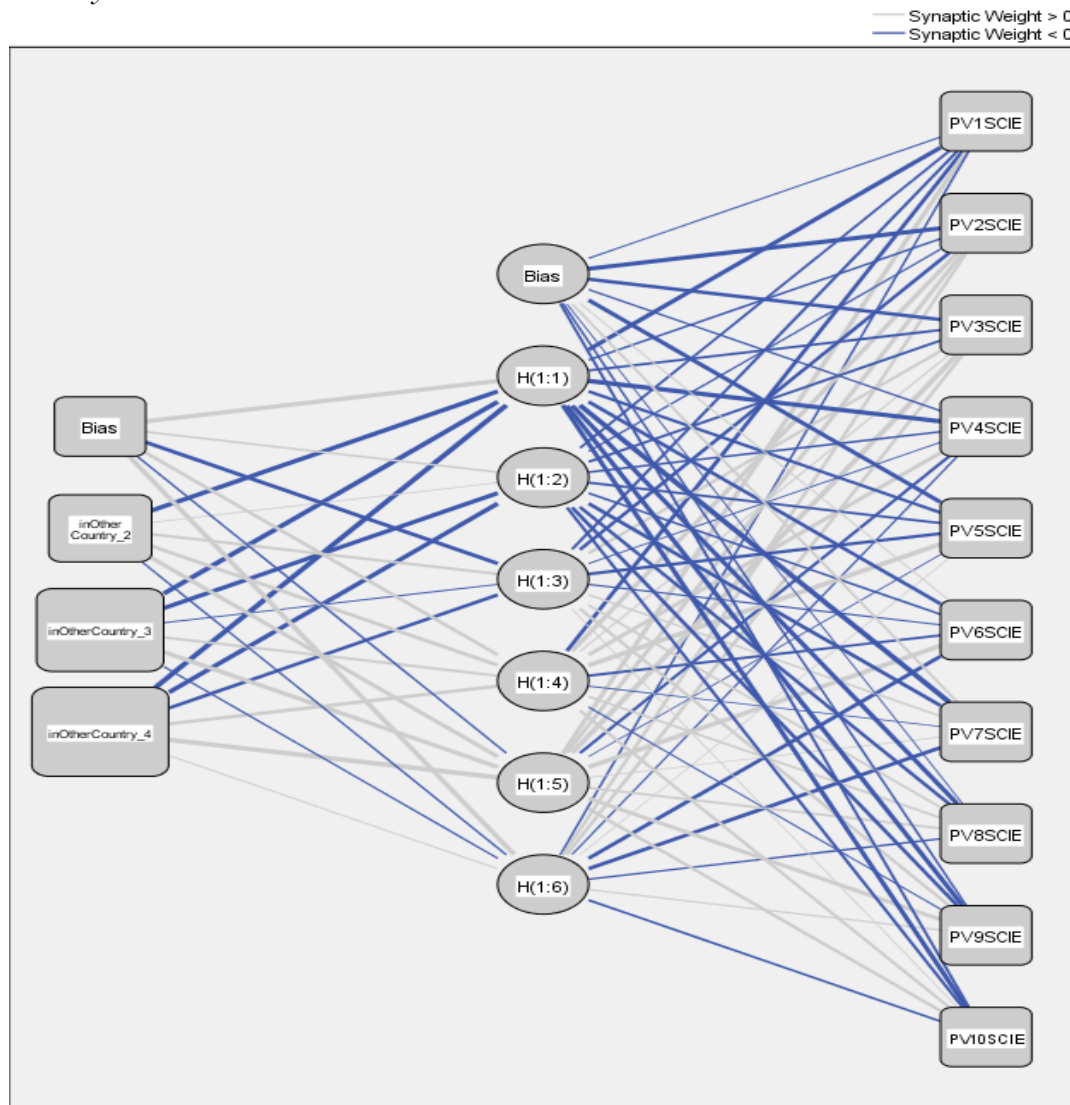 Synaptic Weight > 0
Synaptic Weight < 0
PV1SCIE
PV2SCIE
Bias
PV3SCIE
H(1:1)
Bias
PV4SCIE
H(1:2)
inOther
Country_2
PV5SCIE
H(1:3)
inOtherCountry_3
PV6SCIE
H(1:4)
inOtherCountry_4
PV7SCIE
H(1:5)
PV8SCIE
H(1:6)
PV9SCIE
PV10SCIE